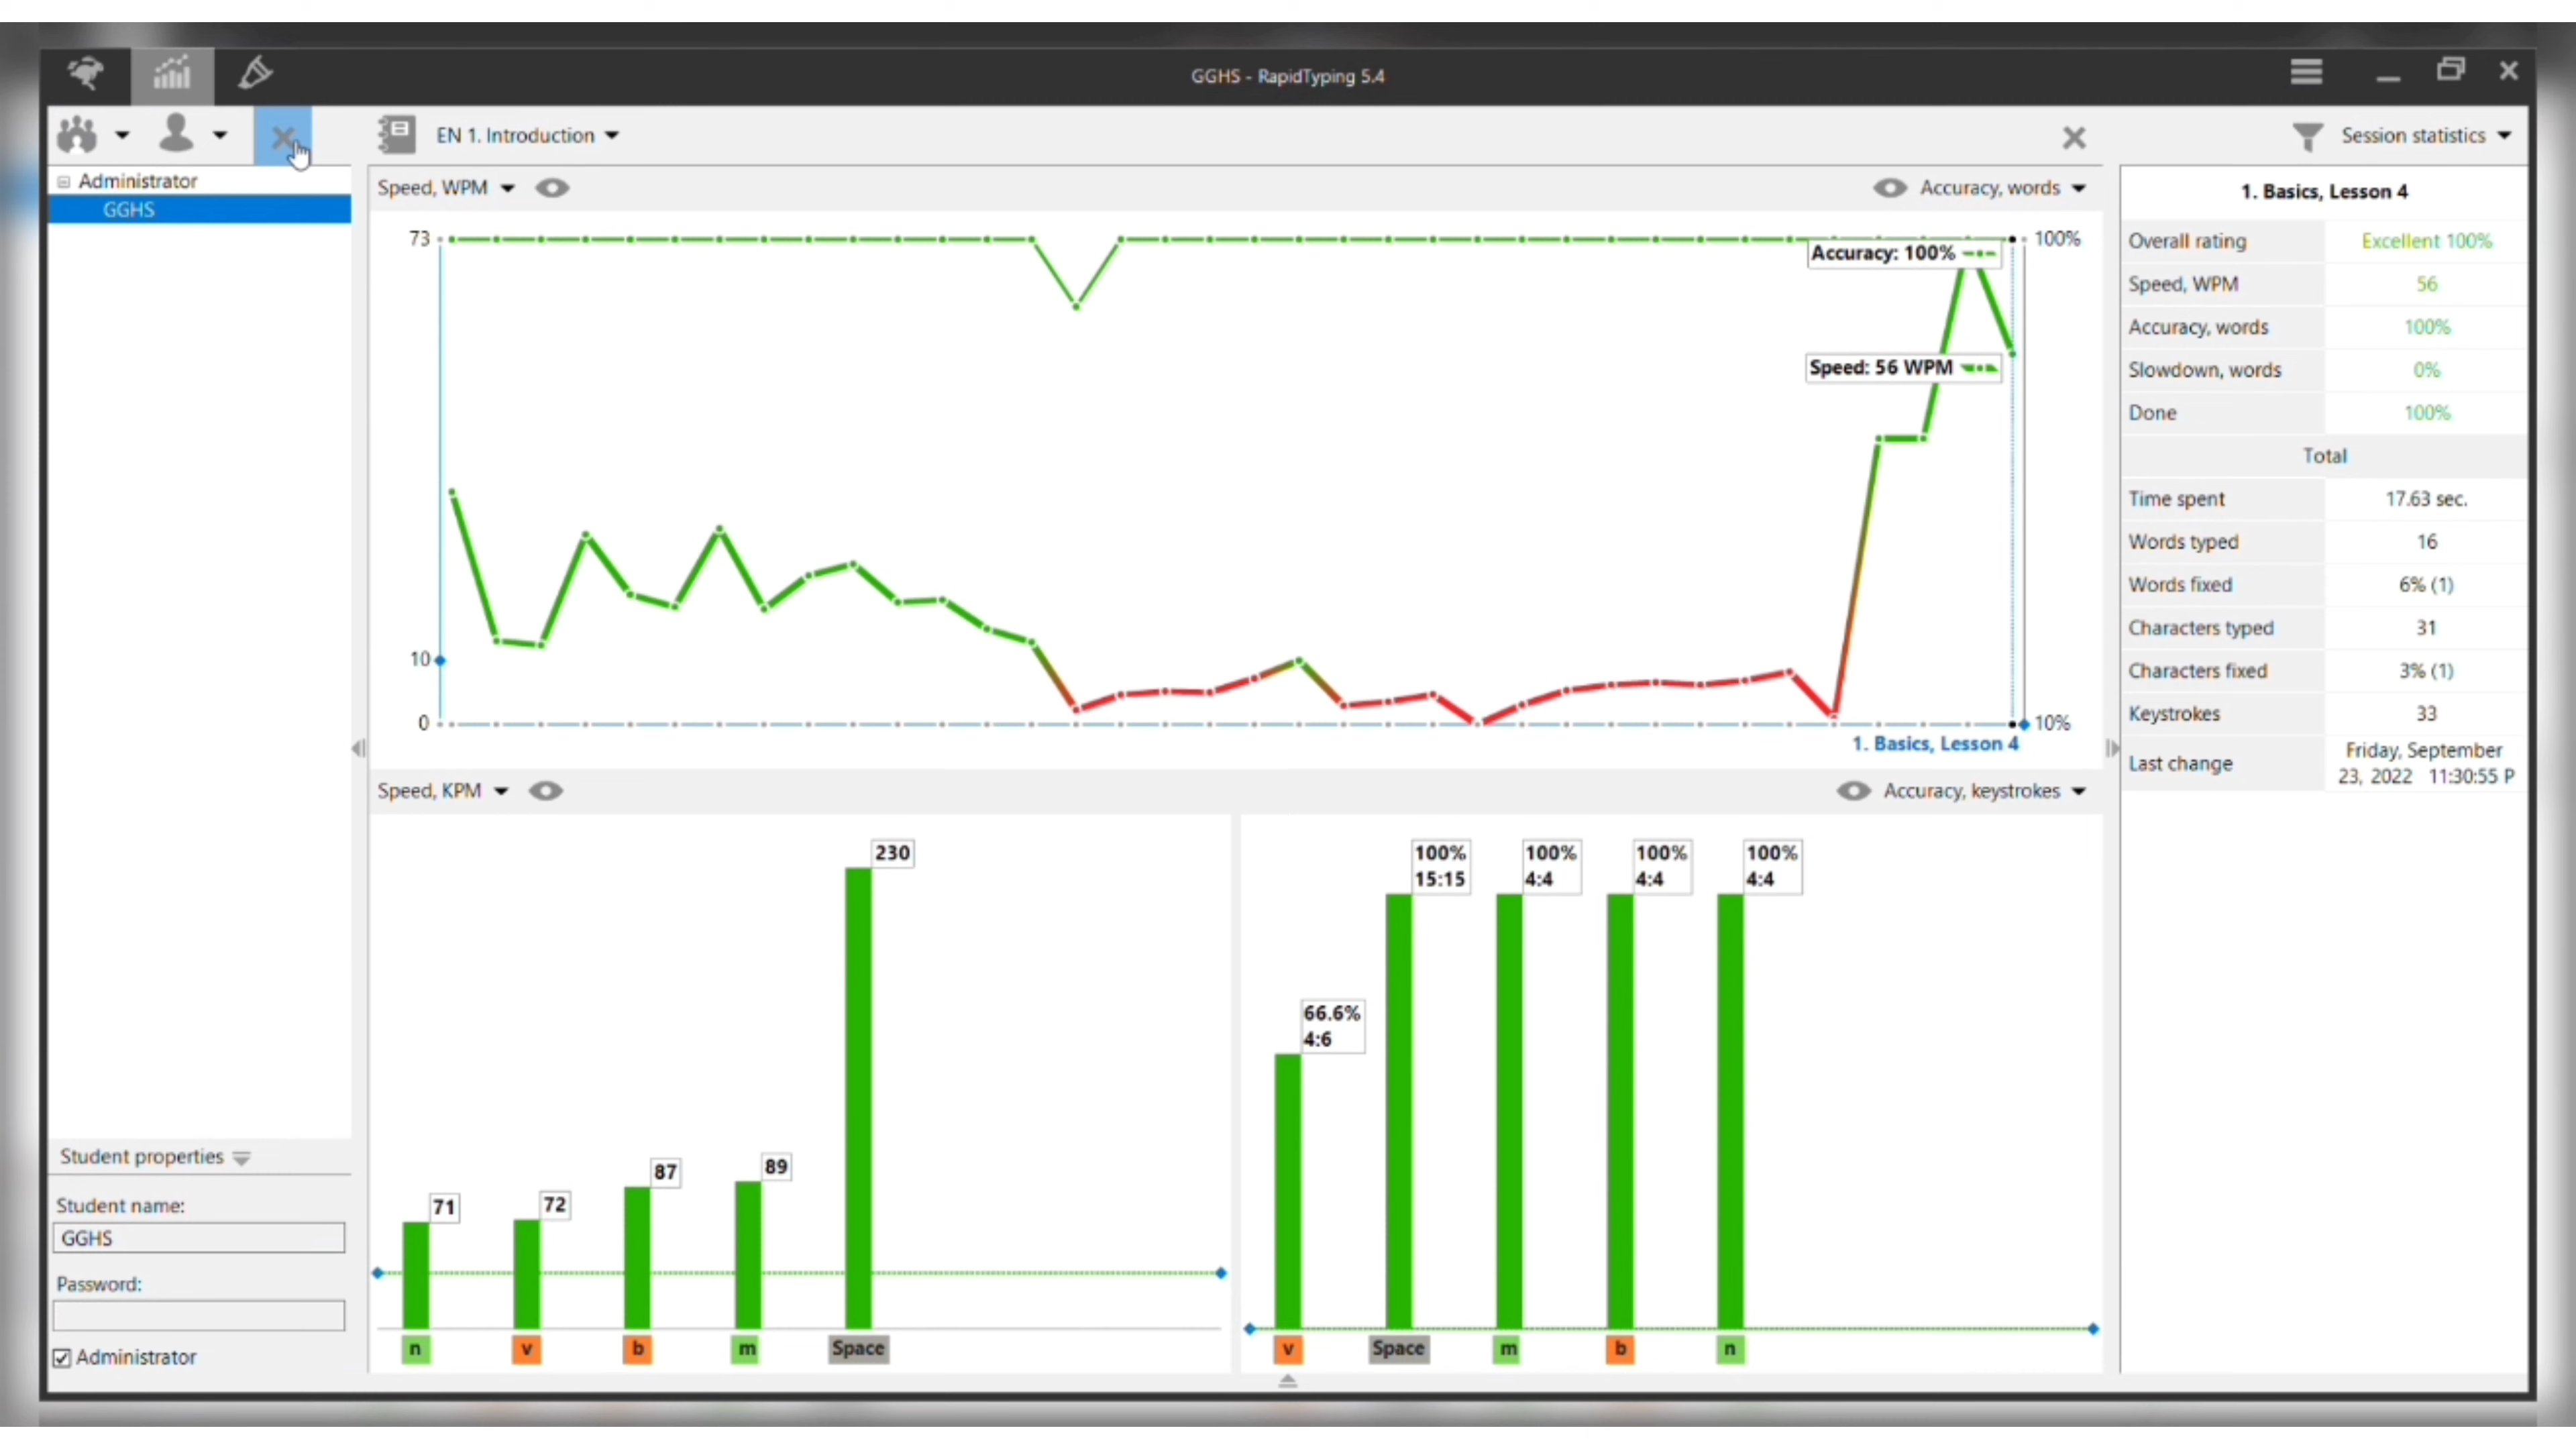 GGHS - RapidTyping 5.4
EN 1. Introduction
Session statistics
Administrator
GGHS
Speed, WPM
Accuracy, words
73
100%
Accuracy: 100%
Speed: 56 WPM
10
0
10%
1. Basics, Lesson 4
Speed, KPM
Accuracy, keystrokes
230
71
72
87
89
n
v
b
m
Space
66.6%
4:6
100%
15:15
100%
4:4
100%
4:4
100%
4:4
v
Space
m
b
n
1. Basics, Lesson 4
Overall rating Excellent 100%
Speed, WPM 56
Accuracy, words 100%
Slowdown, words 0%
Done 100%
Total
Time spent 17.63 sec.
Words typed 16
Words fixed 6% (1)
Characters typed 31
Characters fixed 3% (1)
Keystrokes 33
Last change Friday, September
23, 2022 11:30:55 P
Student properties
Student name:
GGHS
Password:
Administrator